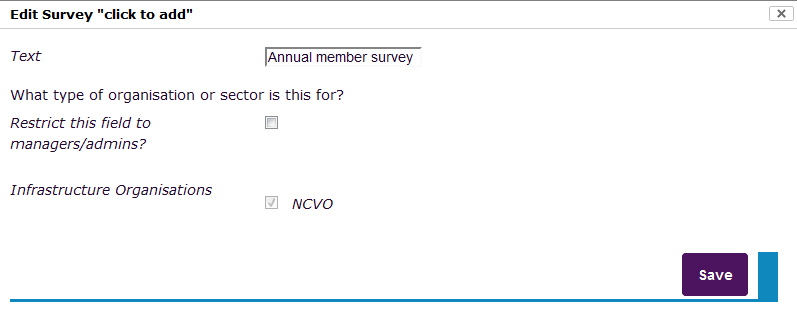 Edit Survey "click to add"
Text
Annual member survey
What type of organisation or sector is this for?
Restrict this field to
managers/admins?
Infrastructure Organisations
NCVO
Save